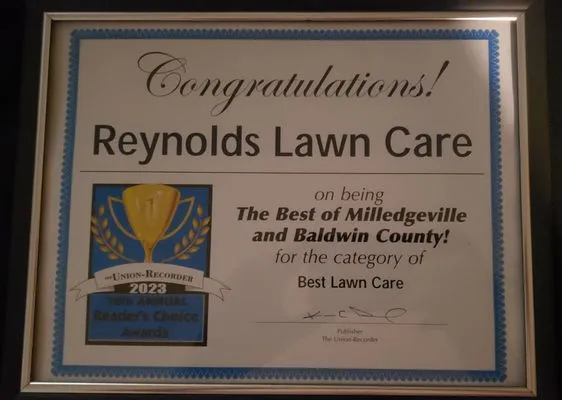 Congratulations!
Reynolds Lawn Care
on being
The Best of Milledgeville
and Baldwin County!
for the category of
Best Lawn Care
Publisher
The Union-Recorder
1
THE UNION-RECORDER
2023
ANNUAL
Reader's Choice
Awards